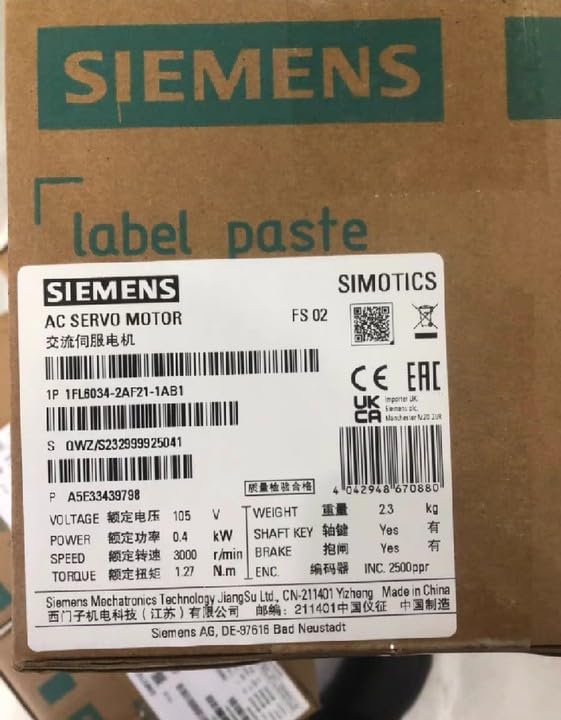 SIEMENS
label paste
SIEMENS
SIMOTICS
AC SERVO MOTOR
FS 02
交流伺服电机
1P 1FL6034-2AF21-1AB1
CE EAC
UK CA
Importer UK,
Siemens plc,
Manchester M20 2UR
S QWZ/S232999925041
P A5E33439798
质量检验合格
4 042948 670880
VOLTAGE 额定电压 105 V
POWER 额定功率 0.4 kW
SPEED 额定转速 3000 r/min
TORQUE 额定扭矩 1.27 N.m
WEIGHT 重量 2.3 kg
SHAFT KEY 轴键 Yes 有
BRAKE 抱闸 Yes 有
ENC. 编码器 INC. 2500ppr
Siemens Mechatronics Technology JiangSu Ltd., CN-211401 Yizheng Made in China
西门子机电科技（江苏）有限公司 邮编：211401中国仪征 中国制造
Siemens AG, DE-97616 Bad Neustadt